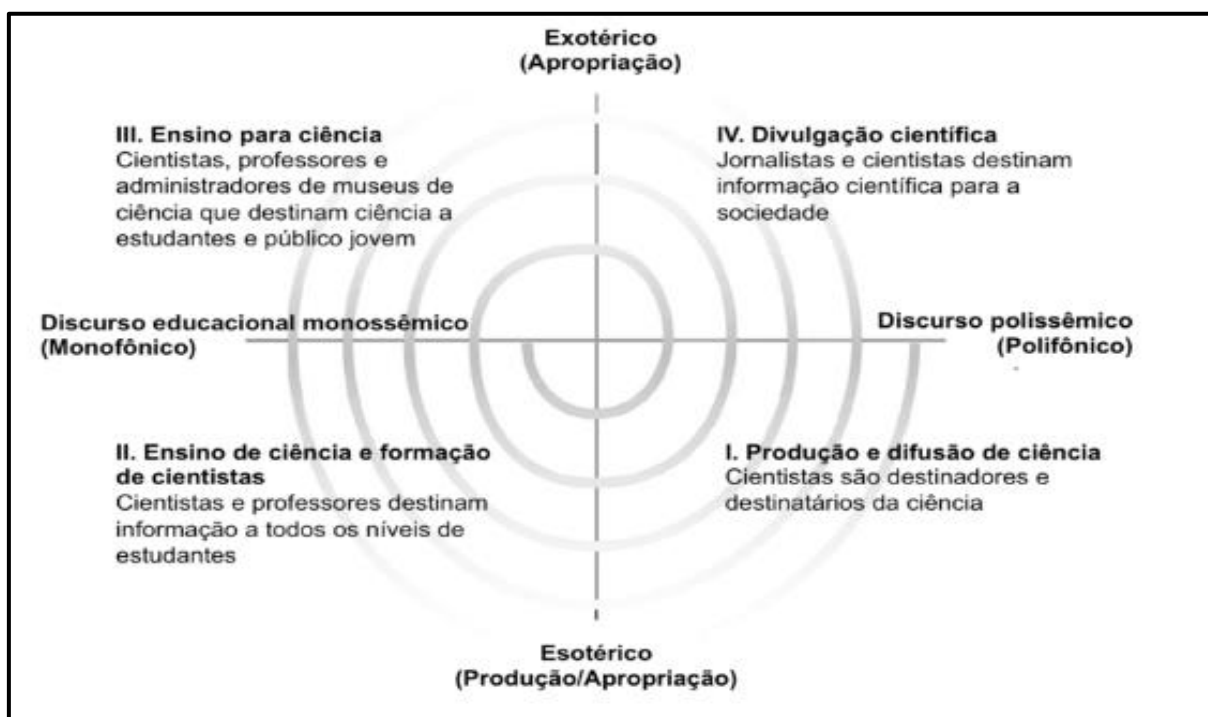 Exotérico
(Apropriação)
III. Ensino para ciência
Cientistas, professores e
administradores de museus de
ciência que destinam ciência a
estudantes e público jovem
IV. Divulgação científica
Jornalistas e cientistas destinam
informação científica para a
sociedade
Discurso educacional monossêmico
(Monofônico)
Discurso polissêmico
(Polifônico)
II. Ensino de ciência e formação
de cientistas
Cientistas e professores destinam
informação a todos os níveis de
estudantes
I. Produção e difusão de ciência
Cientistas são destinadores e
destinatários da ciência
Esotérico
(Produção/Apropriação)